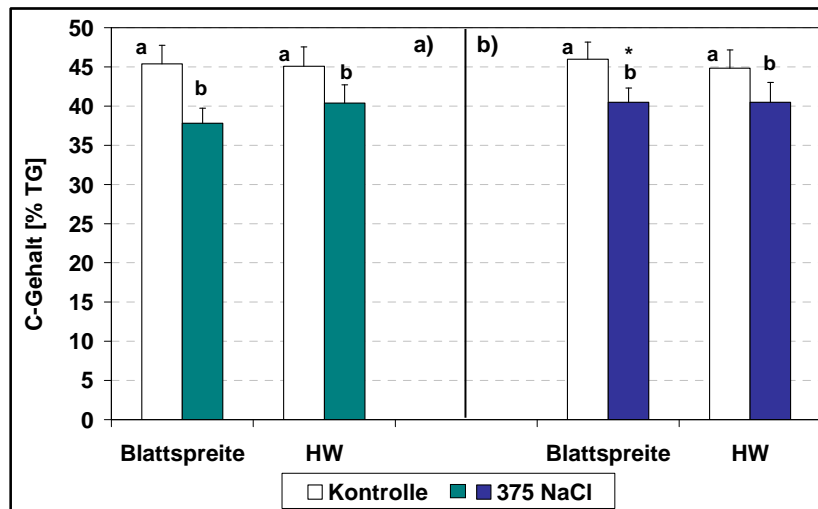 C-Gehalt [% TG]
50
45
40
35
30
25
20
15
10
5
0
a)
b)
a
b
a
b
a
*
b
a
b
Blattspreite
HW
Blattspreite
HW
Kontrolle
375 NaCl